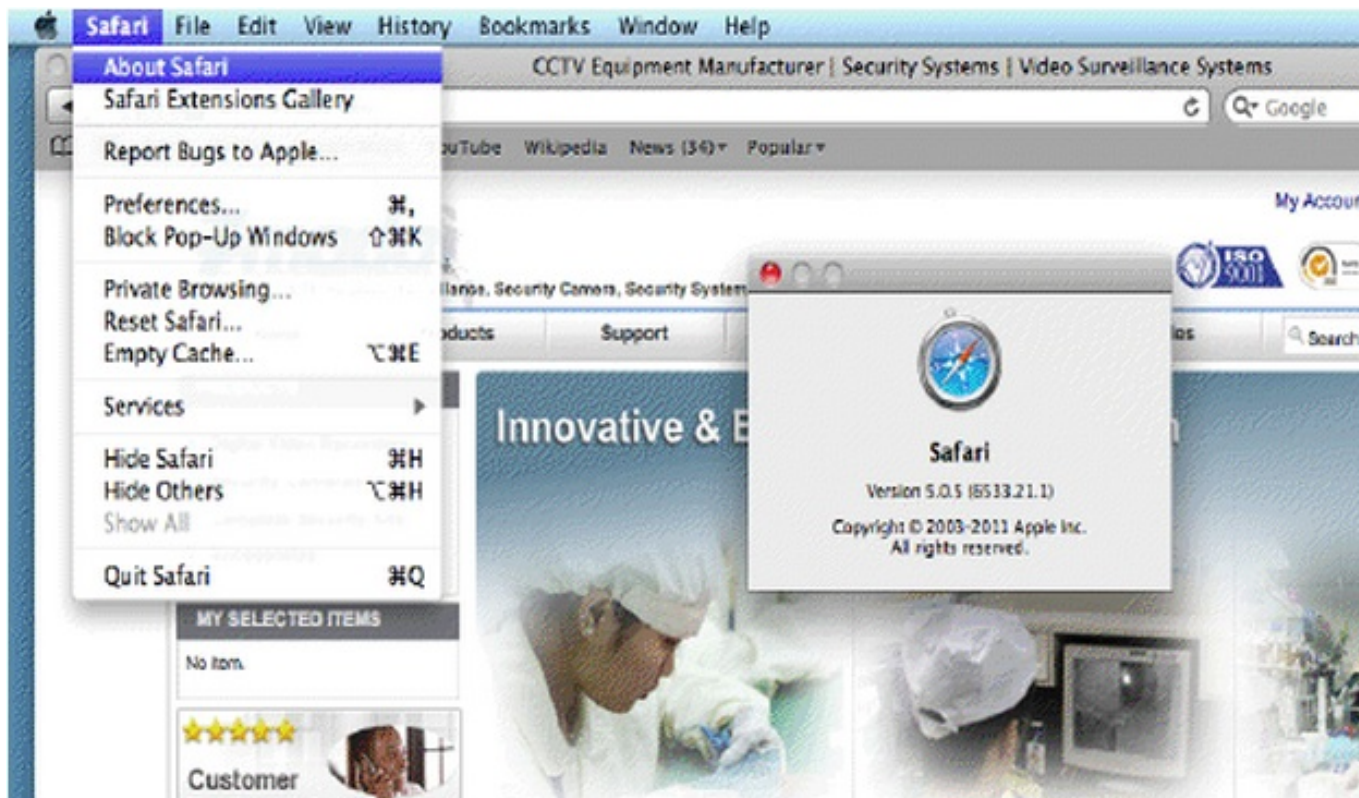 Safari File Edit View History Bookmarks Window Help
About Safari
CCTV Equipment Manufacturer | Security Systems | Video Surveillance Systems
Safari Extensions Gallery
Google
Report Bugs to Apple...
uTube Wikipedia News (34) Popular
Preferences... ⌘,
My Accour
Block Pop-Up Windows ⇧⌘K
ISO
9001
Private Browsing...
lance, Security Camera, Security System
Reset Safari...
ducts Support
Search
Empty Cache... ⌥⌘E
Services
Innovative &
Hide Safari ⌘H
Hide Others ⌥⌘H
Show All
Quit Safari ⌘Q
Safari
Version 5.0.5 (6533.21.1)
Copyright © 2003-2011 Apple Inc.
All rights reserved.
MY SELECTED ITEMS
No item.
Customer